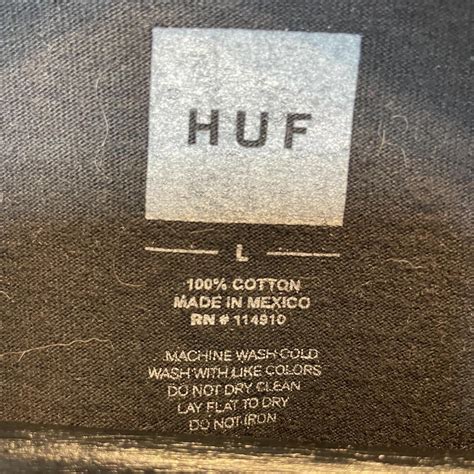 HUF
L
100% COTTON
MADE IN MEXICO
RN # 114910
MACHINE WASH COLD
WASH WITH LIKE COLORS
DO NOT DRY CLEAN
LAY FLAT TO DRY
DO NOT IRON